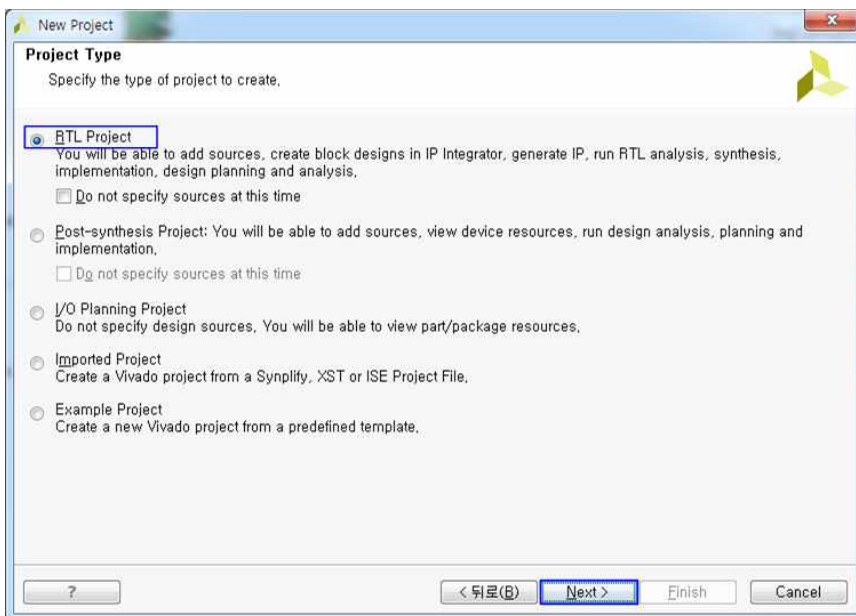 New Project
Project Type
Specify the type of project to create.
RTL Project
You will be able to add sources, create block designs in IP Integrator, generate IP, run RTL analysis, synthesis,
implementation, design planning and analysis.
Do not specify sources at this time
Post-synthesis Project: You will be able to add sources, view device resources, run design analysis, planning and
implementation.
Do not specify sources at this time
I/O Planning Project
Do not specify design sources. You will be able to view part/package resources.
Imported Project
Create a Vivado project from a Synplify, XST or ISE Project File.
Example Project
Create a new Vivado project from a predefined template.
? < 뒤로(B) Next > Finish Cancel